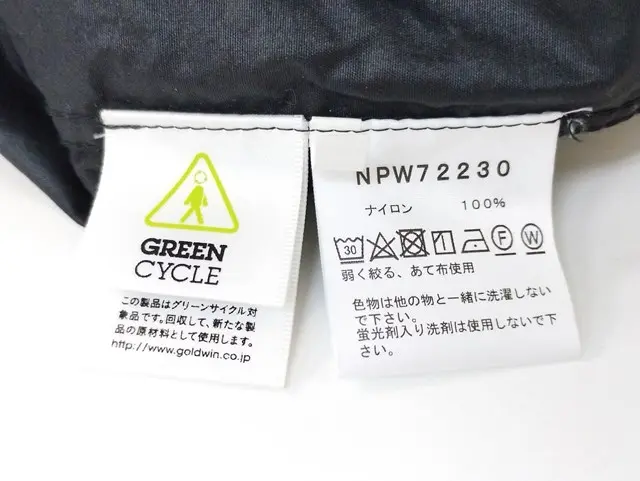 GREEN
CYCLE
この製品はグリーンサイクル対
象品です。回収して、新たな製
品の原材料として使用します。
http://www.goldwin.co.jp
NPW72230
ナイロン 100%
30 F W
弱く絞る、あて布使用
色物は他の物と一緒に洗濯しない
で下さい。
蛍光剤入り洗剤は使用しないで下
さい。